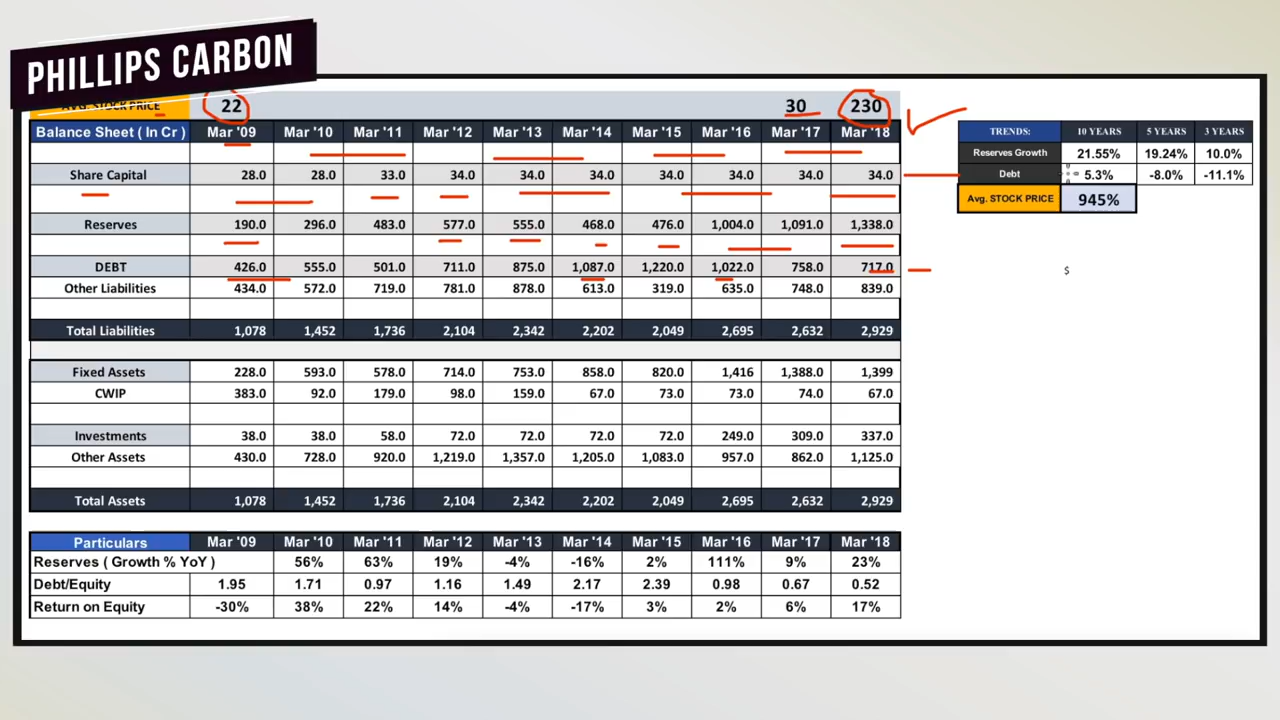 PHILLIPS CARBON
Avg. STOCK PRICE 22 30 230
Balance Sheet ( In Cr ) Mar '09 Mar '10 Mar '11 Mar '12 Mar '13 Mar '14 Mar '15 Mar '16 Mar '17 Mar '18
Share Capital 28.0 28.0 33.0 34.0 34.0 34.0 34.0 34.0 34.0 34.0
Reserves 190.0 296.0 483.0 577.0 555.0 468.0 476.0 1,004.0 1,091.0 1,338.0
DEBT 426.0 555.0 501.0 711.0 875.0 1,087.0 1,220.0 1,022.0 758.0 717.0
Other Liabilities 434.0 572.0 719.0 781.0 878.0 613.0 319.0 635.0 748.0 839.0
Total Liabilities 1,078 1,452 1,736 2,104 2,342 2,202 2,049 2,695 2,632 2,929
Fixed Assets 228.0 593.0 578.0 714.0 753.0 858.0 820.0 1,416 1,388.0 1,399
CWIP 383.0 92.0 179.0 98.0 159.0 67.0 73.0 73.0 74.0 67.0
Investments 38.0 38.0 58.0 72.0 72.0 72.0 72.0 249.0 309.0 337.0
Other Assets 430.0 728.0 920.0 1,219.0 1,357.0 1,205.0 1,083.0 957.0 862.0 1,125.0
Total Assets 1,078 1,452 1,736 2,104 2,342 2,202 2,049 2,695 2,632 2,929
Particulars Mar '09 Mar '10 Mar '11 Mar '12 Mar '13 Mar '14 Mar '15 Mar '16 Mar '17 Mar '18
Reserves ( Growth % YoY ) 56% 63% 19% -4% -16% 2% 111% 9% 23%
Debt/Equity 1.95 1.71 0.97 1.16 1.49 2.17 2.39 0.98 0.67 0.52
Return on Equity -30% 38% 22% 14% -4% -17% 3% 2% 6% 17%
TRENDS: 10 YEARS 5 YEARS 3 YEARS
Reserves Growth 21.55% 19.24% 10.0%
Debt 5.3% -8.0% -11.1%
Avg. STOCK PRICE 945%
$